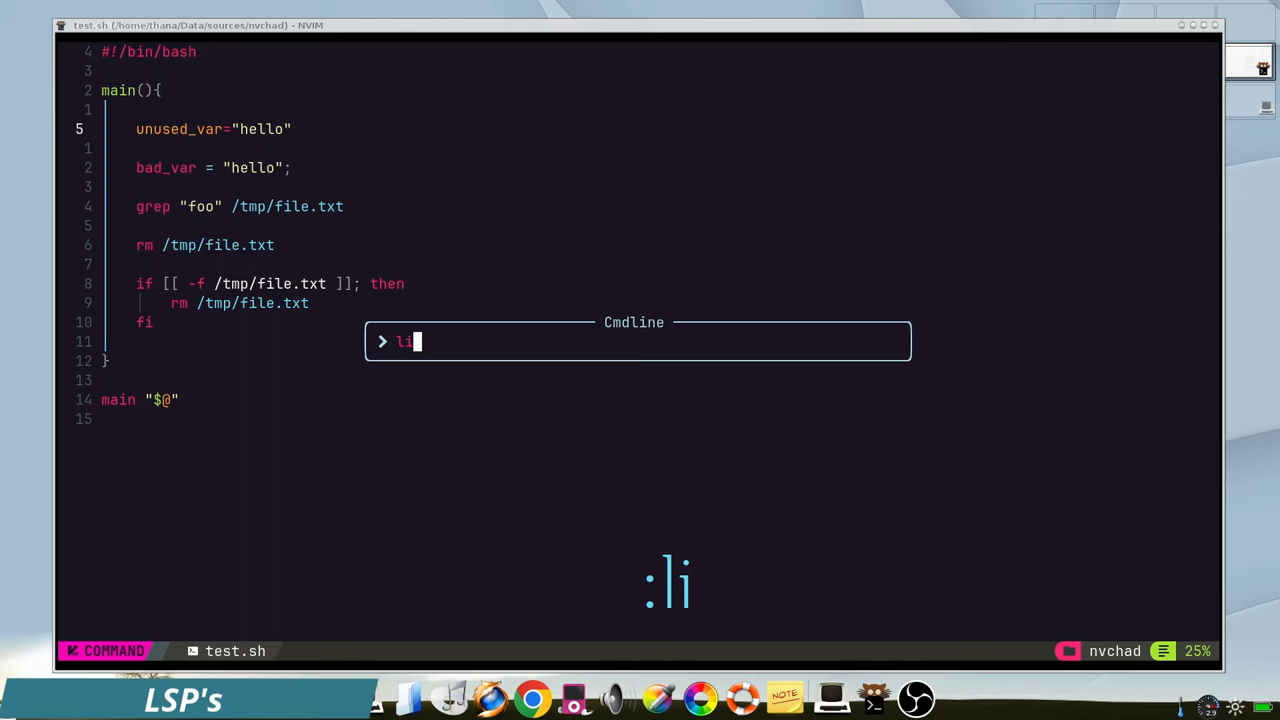 test.sh (/home/thana/Data/sources/nvchad) - NVIM
4 #!/bin/bash
3
2 main(){
1
5 unused_var="hello"
1
2 bad_var = "hello";
3
4 grep "foo" /tmp/file.txt
5
6 rm /tmp/file.txt
7
8 if [[ -f /tmp/file.txt ]]; then
9 rm /tmp/file.txt
10 fi
11
12 }
13
14 main "$@"
15
Cmdline
li
:li
COMMAND test.sh nvchad 25%
LSP's
NOTE
2.9